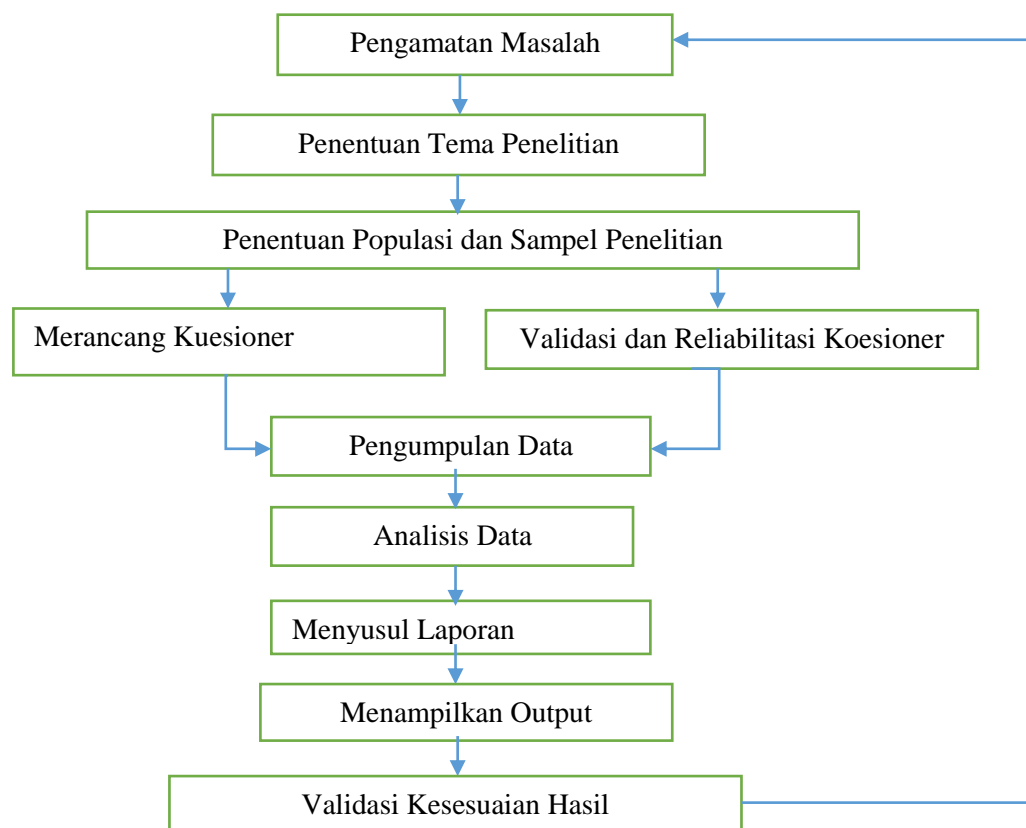 Pengamatan Masalah
Penentuan Tema Penelitian
Penentuan Populasi dan Sampel Penelitian
Merancang Kuesioner
Validasi dan Reliabilitasi Koesioner
Pengumpulan Data
Analisis Data
Menyusul Laporan
Menampilkan Output
Validasi Kesesuaian Hasil